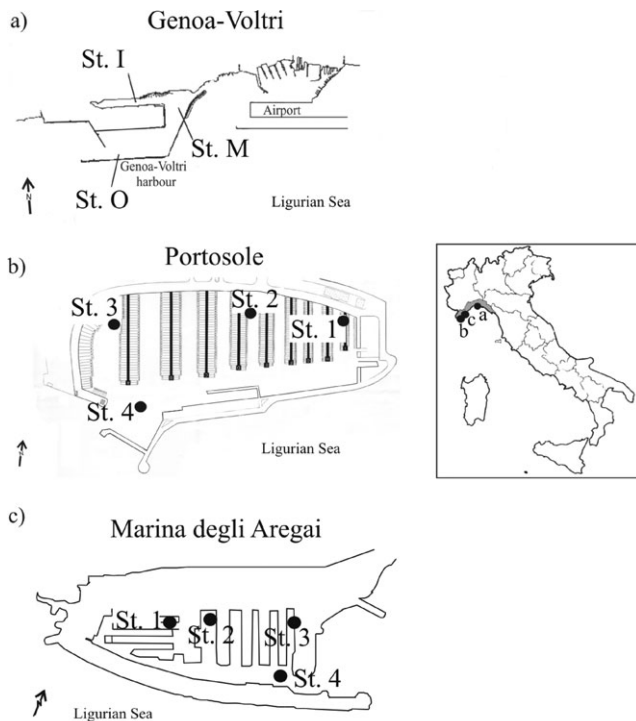 a)
Genoa-Voltri
St. I
Airport
St. M
Genoa-Voltri
harbour
St. O
N
Ligurian Sea
b)
Portosole
St. 3
St. 2
St. 1
St. 4
Ligurian Sea
a
c
b
c)
Marina degli Aregai
St. 1
St. 2
St. 3
St. 4
Ligurian Sea